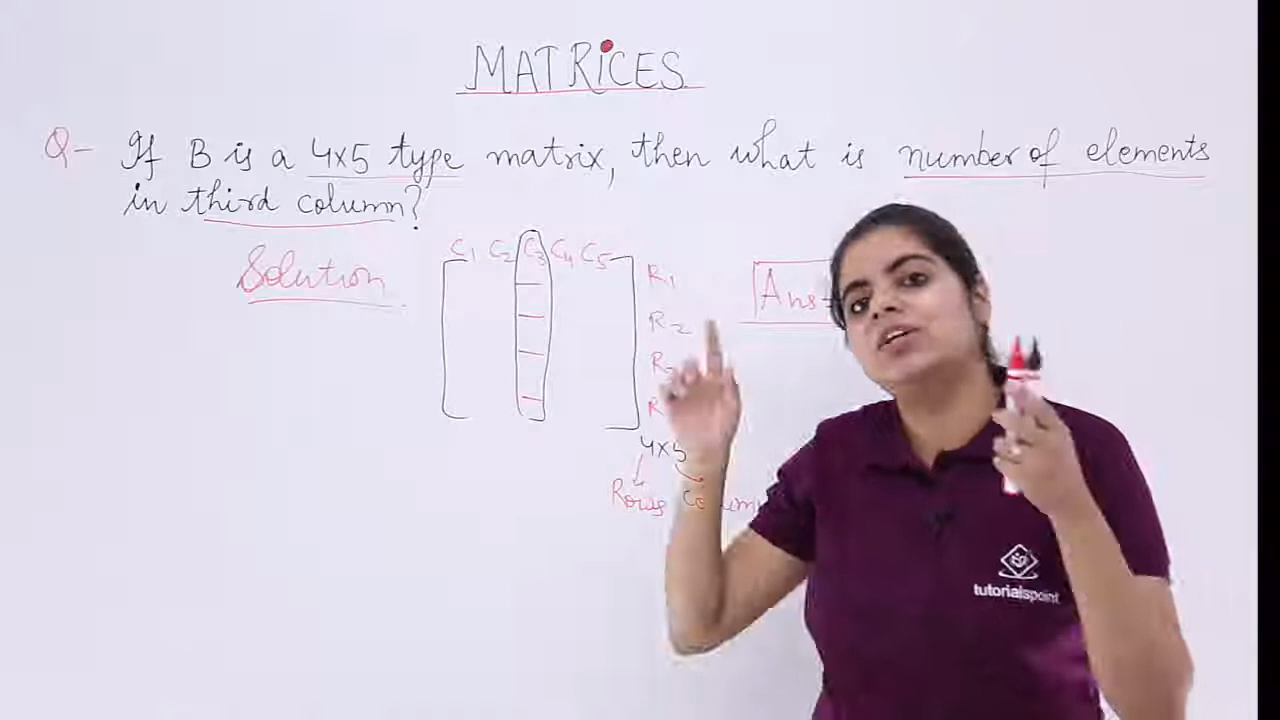 MATRiCES
Q- If B is a 4x5 type matrix, then what is number of elements
in third column?
Solution
C1 C2 C3 C4 C5
R1
R2
R
R
Ans
4x5
Rows
tutorialspoint